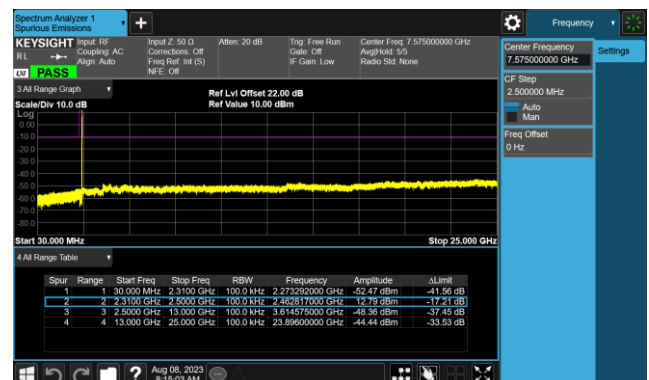 Spectrum Analyzer 1
Spurious Emissions
Frequency
KEYSIGHT
R L
LXI
PASS
Input: RF
Coupling: AC
Align: Auto
Input Z: 50 Ω
Corrections: Off
Freq Ref: Int (S)
NFE: Off
Atten: 20 dB
Trig: Free Run
Gate: Off
IF Gain: Low
Center Freq: 7.575000000 GHz
Avg|Hold: 5/5
Radio Std: None
Center Frequency
7.575000000 GHz
Settings
CF Step
2.500000 MHz
Auto
Man
Freq Offset
0 Hz
3 All Range Graph
Scale/Div 10.0 dB
Ref Lvl Offset 22.00 dB
Ref Value 10.00 dBm
Log
0.00
-10.0
-20.0
-30.0
-40.0
-50.0
-60.0
-70.0
-80.0
Start 30.000 MHz
Stop 25.000 GHz
4 All Range Table
Spur Range Start Freq Stop Freq RBW Frequency Amplitude ΔLimit
1 1 30.000 MHz 2.3100 GHz 100.0 kHz 2.273292000 GHz -52.47 dBm -41.56 dB
2 2 2.3100 GHz 2.5000 GHz 100.0 kHz 2.462817000 GHz 12.79 dBm -17.21 dB
3 3 2.5000 GHz 13.000 GHz 100.0 kHz 3.614575000 GHz -48.36 dBm -37.45 dB
4 4 13.000 GHz 25.000 GHz 100.0 kHz 23.89600000 GHz -44.44 dBm -33.53 dB
?
Aug 08, 2023
8:15:03 AM